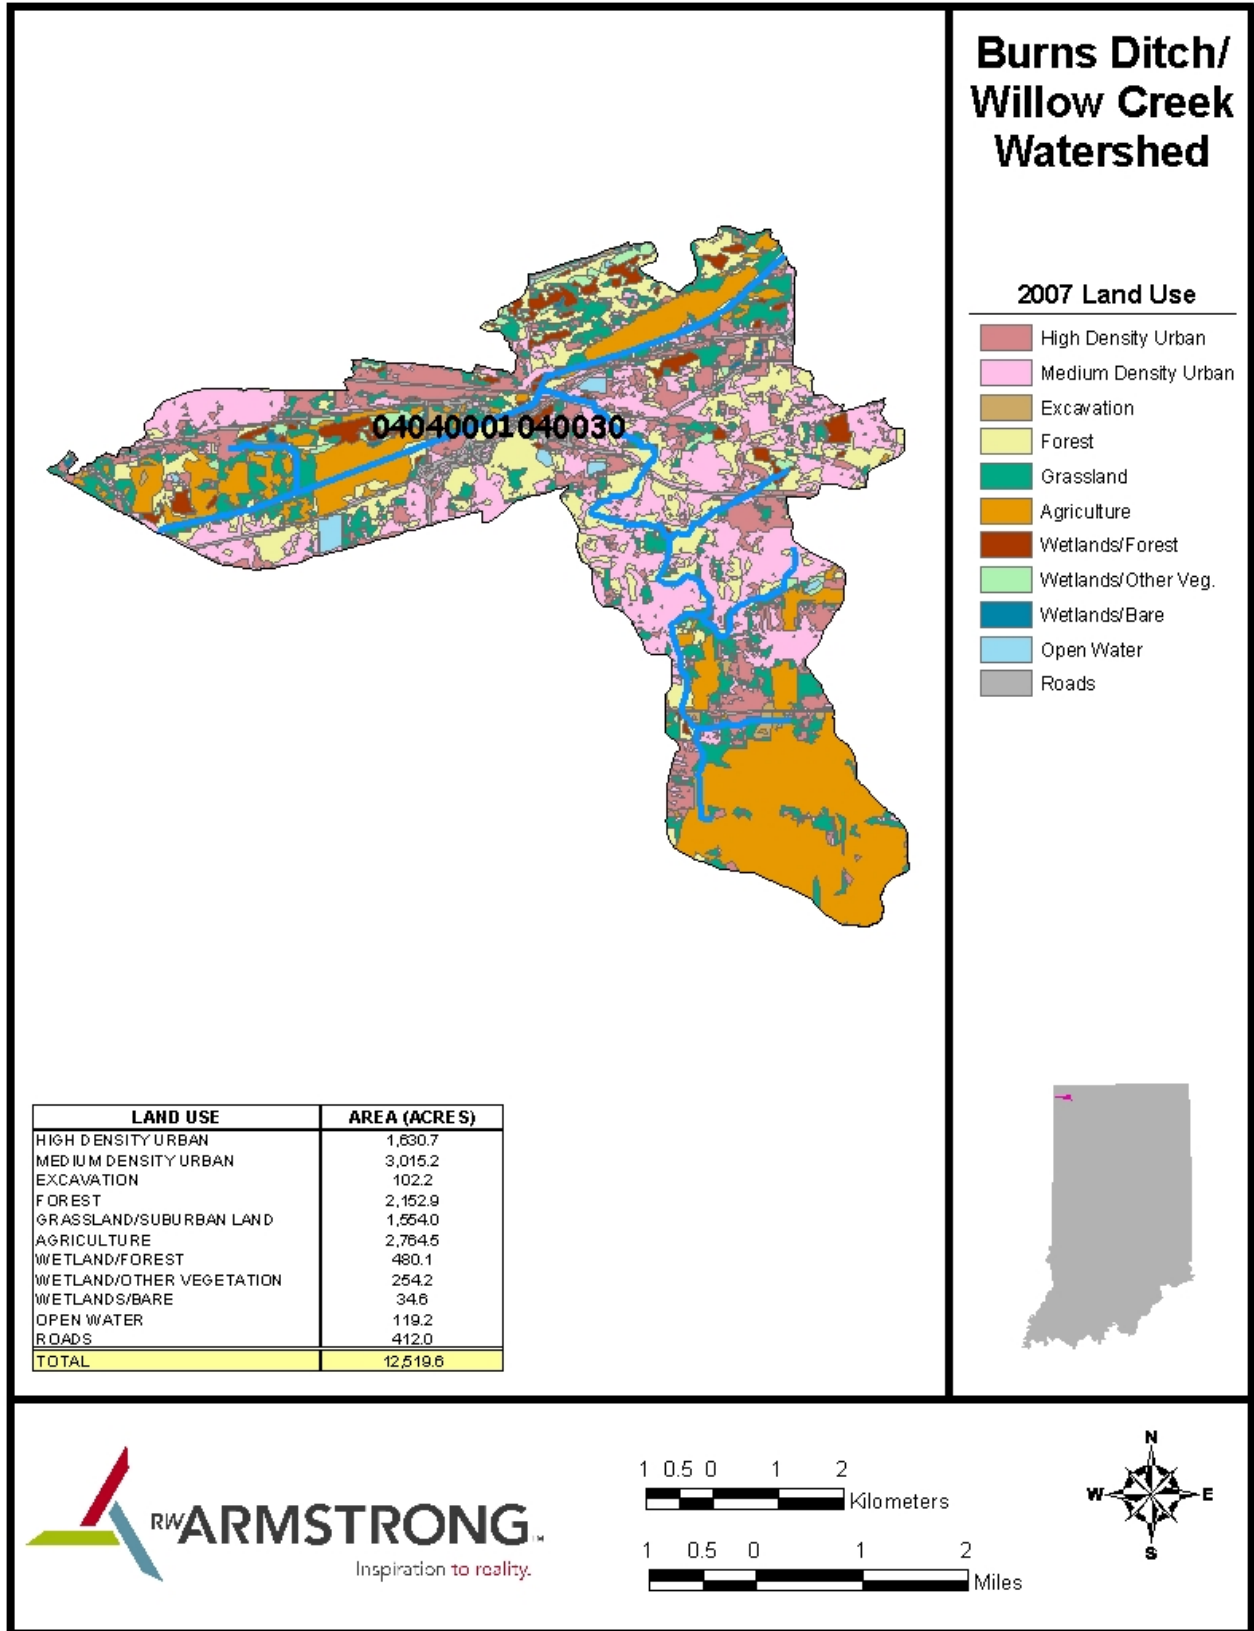 Burns Ditch/
Willow Creek
Watershed
2007 Land Use
High Density Urban
Medium Density Urban
Excavation
Forest
Grassland
Agriculture
Wetlands/Forest
Wetlands/Other Veg.
Wetlands/Bare
Open Water
Roads
04040001040030
LAND USE AREA (ACRES)
HIGH DENSITY URBAN 1,630.7
MEDIUM DENSITY URBAN 3,015.2
EXCAVATION 102.2
FOREST 2,152.9
GRASSLAND/SUBURBAN LAND 1,554.0
AGRICULTURE 2,764.5
WETLAND/FOREST 480.1
WETLAND/OTHER VEGETATION 254.2
WETLANDS/BARE 34.6
OPEN WATER 119.2
ROADS 412.0
TOTAL 12,519.6
RWARMSTRONG™
Inspiration to reality.
1 0.5 0 1 2
Kilometers
1 0.5 0 1 2
Miles
N
W E
S